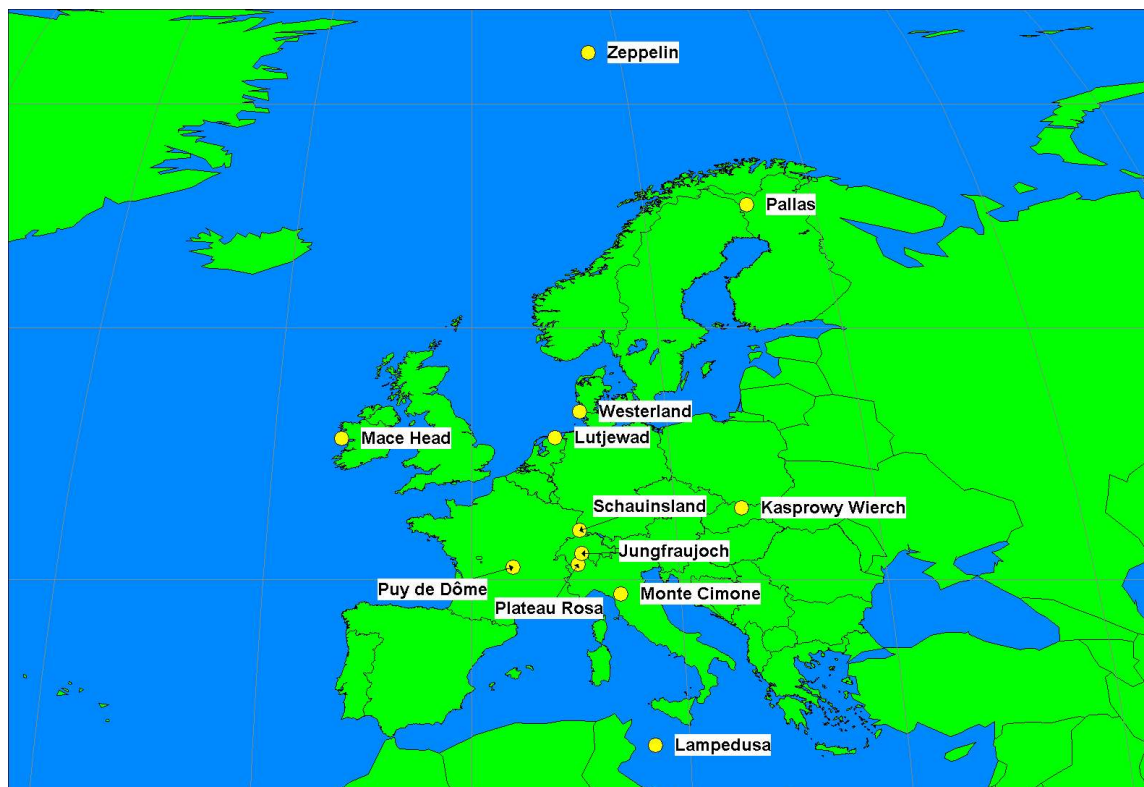 Zeppelin
Pallas
Westerland
Mace Head
Lutjewad
Schauinsland
Kasprowy Wierch
Jungfraujoch
Puy de Dôme
Plateau Rosa
Monte Cimone
Lampedusa